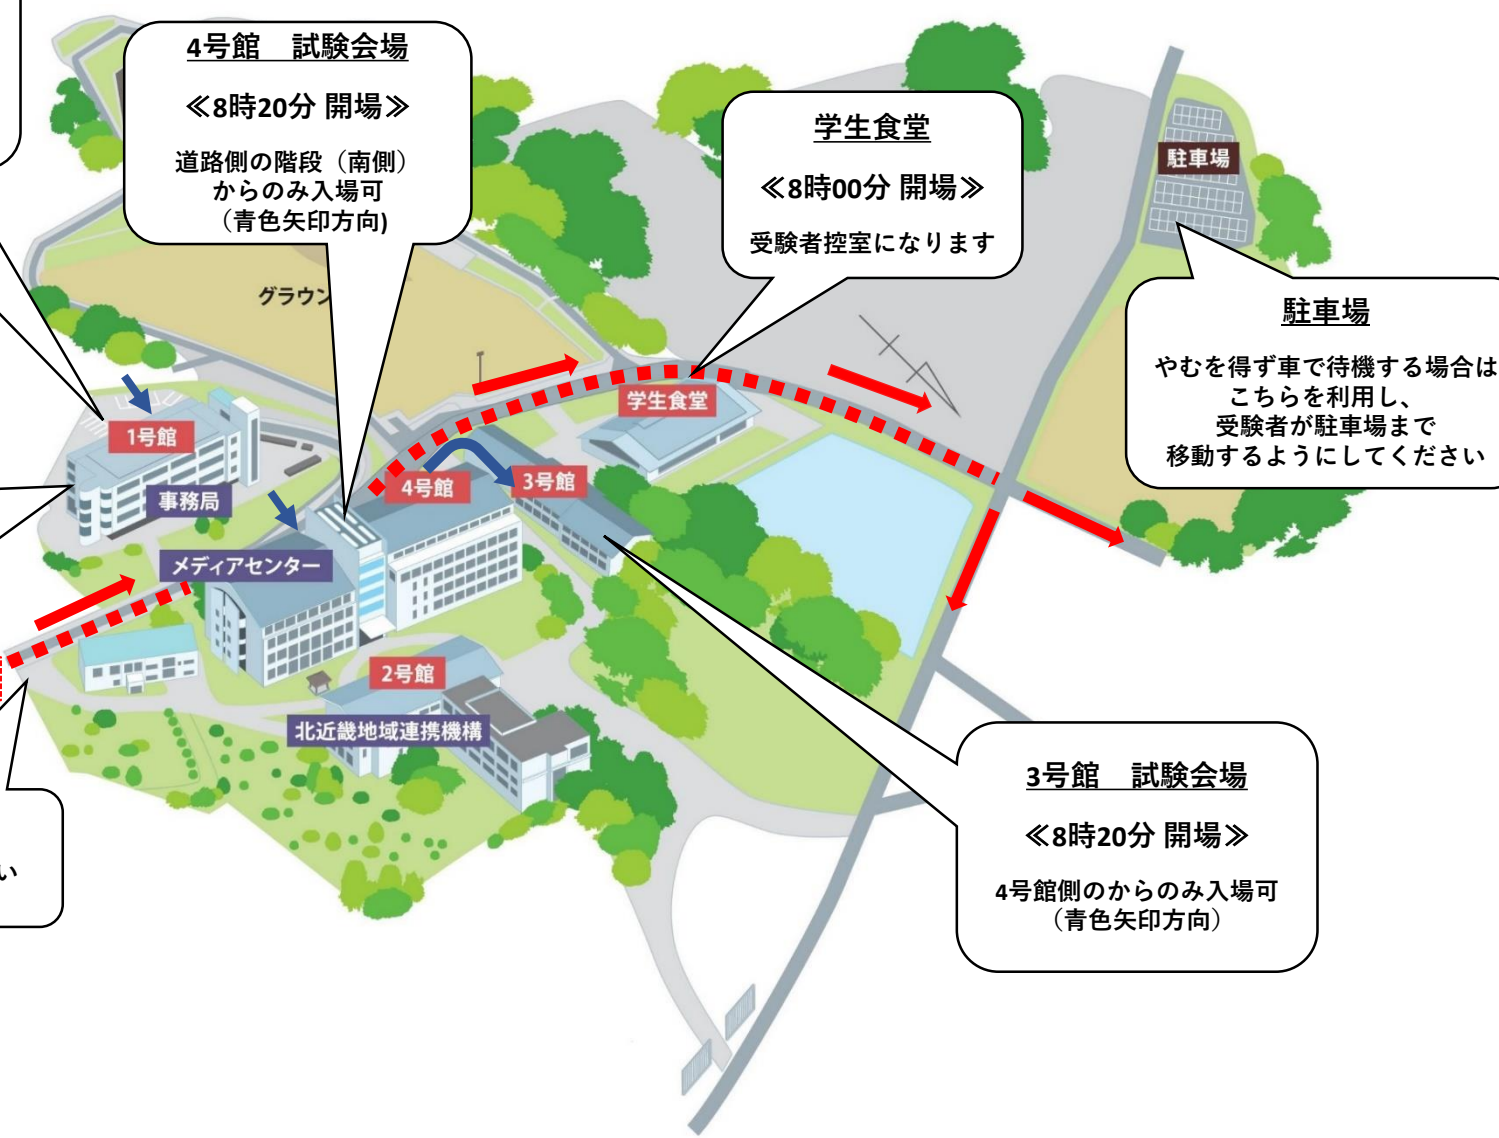 4号館　試験会場
≪8時20分 開場≫
道路側の階段（南側）
からのみ入場可
（青色矢印方向)
学生食堂
≪8時00分 開場≫
受験者控室になります
駐車場
駐車場
やむを得ず車で待機する場合は
こちらを利用し、
受験者が駐車場まで
移動するようにしてください
グラウン
学生食堂
1号館
事務局
4号館
3号館
メディアセンター
2号館
北近畿地域連携機構
い
3号館　試験会場
≪8時20分 開場≫
4号館側のからのみ入場可
（青色矢印方向）